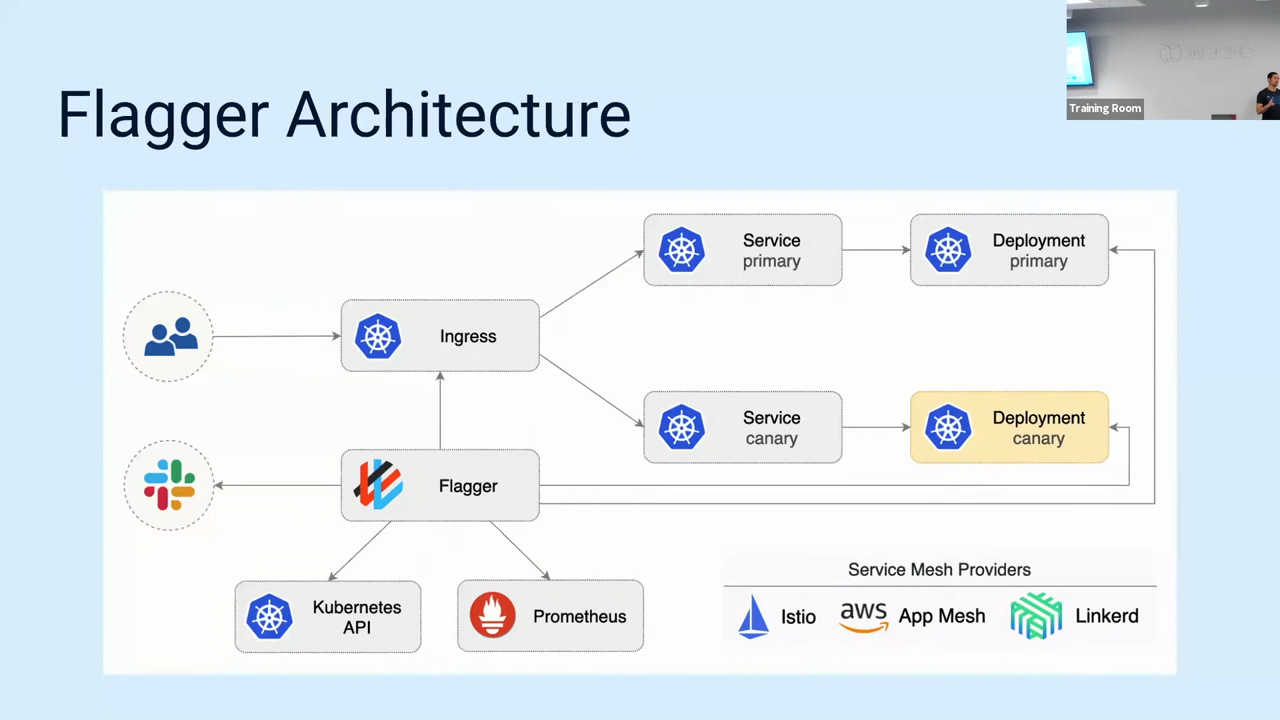 Flagger Architecture
Training Room
Service
primary
Deployment
primary
Ingress
Service
canary
Deployment
canary
Flagger
Kubernetes
API
Prometheus
Service Mesh Providers
Istio
aws
App Mesh
Linkerd